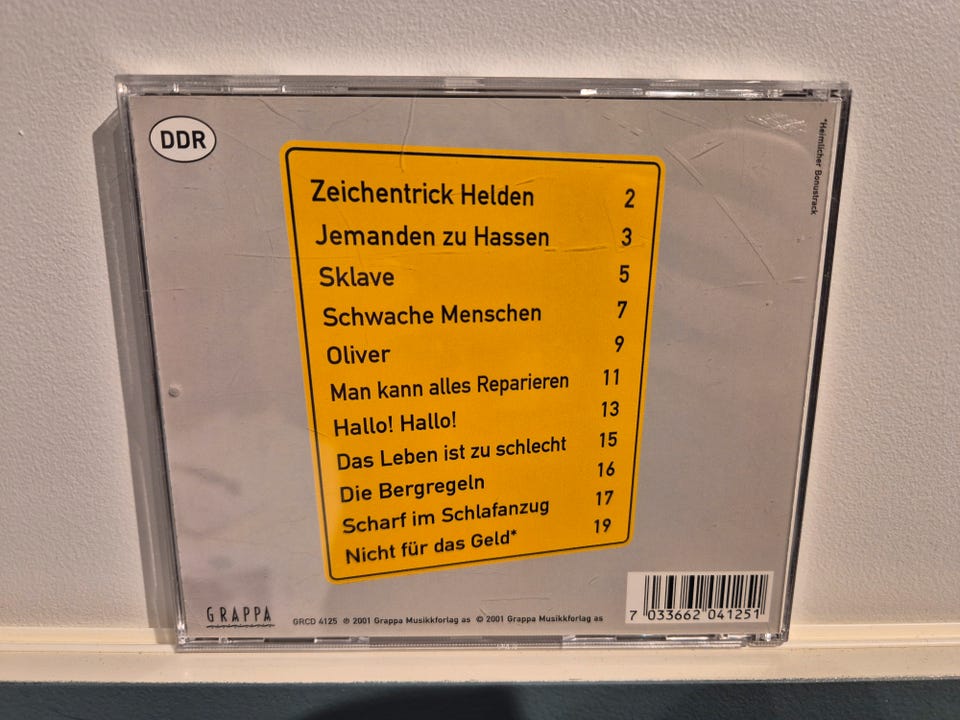 DDR
*Heimlicher Bonustrack
Zeichentrick Helden 2
Jemanden zu Hassen 3
Sklave 5
Schwache Menschen 7
Oliver 9
Man kann alles Reparieren 11
Hallo! Hallo! 13
Das Leben ist zu schlecht 15
Die Bergregeln 16
Scharf im Schlafanzug 17
Nicht für das Geld* 19
GRAPPA
GRCD 4125 ℗ 2001 Grappa Musikkforlag as © 2001 Grappa Musikkforlag as
7 033662 041251